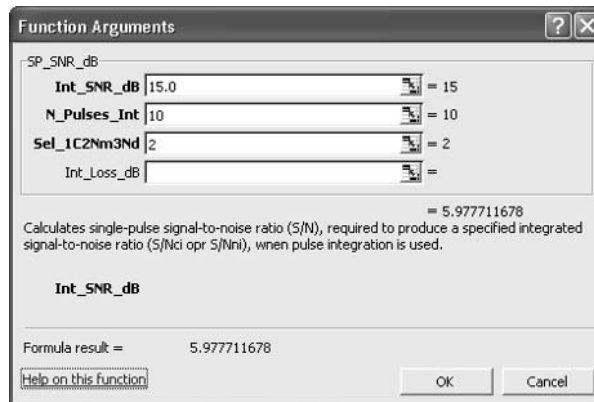 Function Arguments
SP_SNR_dB
Int_SNR_dB 15.0 = 15
N_Pulses_Int 10 = 10
Sel_1C2Nm3Nd 2 = 2
Int_Loss_dB =
= 5.977711678
Calculates single-pulse signal-to-noise ratio (S/N), required to produce a specified integrated
signal-to-noise ratio (S/Nci opr S/Nni), wnen pulse integration is used.
Int_SNR_dB
Formula result = 5.977711678
Help on this function OK Cancel